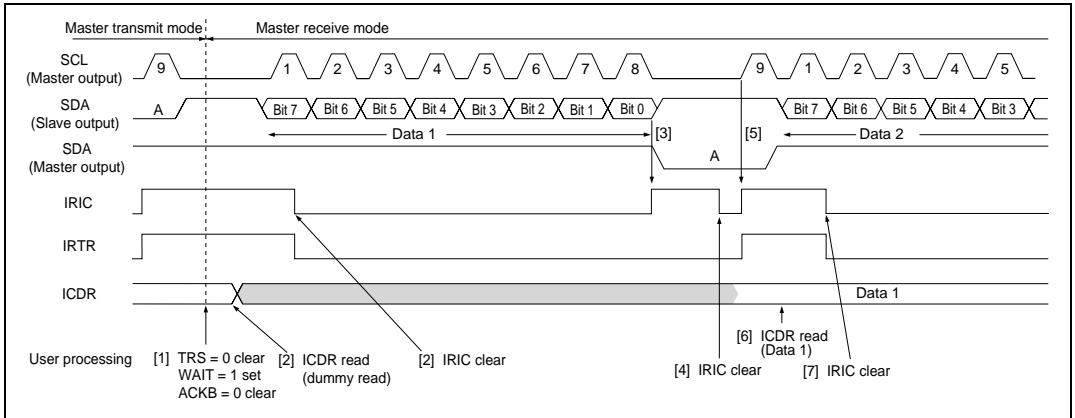 Master transmit mode Master receive mode
SCL
(Master output)
9 1 2 3 4 5 6 7 8 9 1 2 3 4 5
SDA
(Slave output)
A Bit 7 Bit 6 Bit 5 Bit 4 Bit 3 Bit 2 Bit 1 Bit 0 Bit 7 Bit 6 Bit 5 Bit 4 Bit 3
Data 1 [3] [5] Data 2
SDA
(Master output)
A
IRIC
IRTR
ICDR
Data 1
User processing
[1] TRS = 0 clear
WAIT = 1 set
ACKB = 0 clear
[2] ICDR read
(dummy read)
[2] IRIC clear
[4] IRIC clear
[6] ICDR read
(Data 1)
[7] IRIC clear